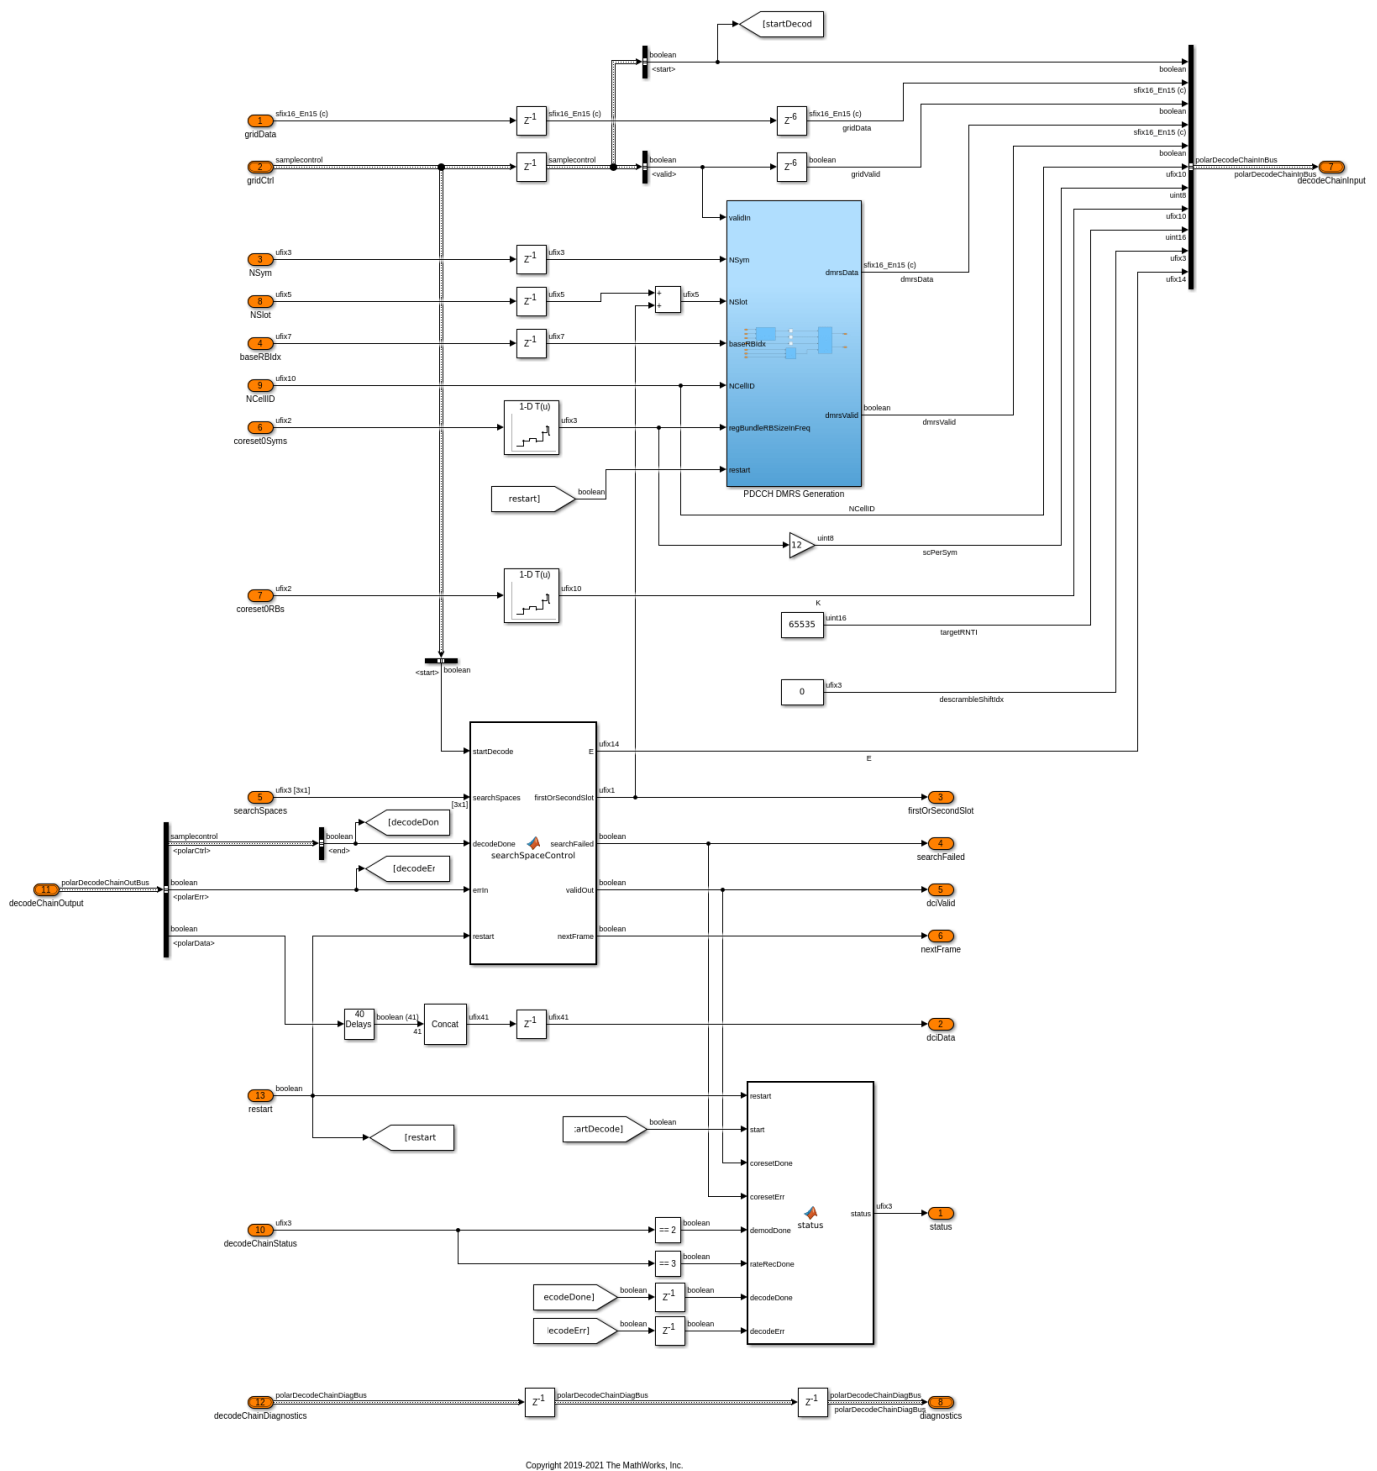 [startDecod
boolean
<start>
boolean
sfix16_En15 (c)
boolean
sfix16_En15 (c)
boolean
ufix10
uint8
ufix10
uint16
ufix3
ufix14
polarDecodeChainInBus
polarDecodeChainInBus
7
decodeChainInput
1
gridData
sfix16_En15 (c)
Z-1
sfix16_En15 (c)
Z-6
sfix16_En15 (c)
gridData
2
gridCtrl
samplecontrol
Z-1
samplecontrol
boolean
<valid>
Z-6
boolean
gridValid
validIn
3
NSym
ufix3
Z-1
ufix3
NSym
dmrsData
sfix16_En15 (c)
dmrsData
8
NSlot
ufix5
Z-1
ufix5
+
+
ufix5
NSlot
4
baseRBIdx
ufix7
Z-1
ufix7
baseRBIdx
9
NCellID
ufix10
NCellID
6
coreset0Syms
ufix2
1-D T(u)
ufix3
regBundleRBSizeInFreq
dmrsValid
boolean
dmrsValid
restart]
boolean
restart
PDCCH DMRS Generation
NCellID
12
uint8
scPerSym
7
coreset0RBs
ufix2
1-D T(u)
ufix10
K
65535
uint16
targetRNTI
<start>
boolean
0
ufix3
descrambleShiftIdx
startDecode
E
ufix14
E
5
searchSpaces
ufix3 [3x1]
[3x1]
searchSpaces
firstOrSecondSlot
ufix1
3
firstOrSecondSlot
samplecontrol
<polarCtrl>
boolean
<end>
[decodeDon
decodeDone
searchSpaceControl
searchFailed
boolean
4
searchFailed
[decodeEr
11
decodeChainOutput
polarDecodeChainOutBus
boolean
<polarErr>
errIn
validOut
boolean
5
dciValid
boolean
<polarData>
restart
nextFrame
boolean
6
nextFrame
40
Delays
boolean (41)
41
Concat
ufix41
Z-1
ufix41
2
dciData
13
restart
boolean
restart
[restart
:artDecode]
boolean
start
coresetDone
coresetErr
status
status
ufix3
1
status
10
decodeChainStatus
ufix3
== 2
boolean
demodDone
== 3
boolean
rateRecDone
ecodeDone]
boolean
Z-1
boolean
decodeDone
ecodeErr]
boolean
Z-1
boolean
decodeErr
12
decodeChainDiagnostics
polarDecodeChainDiagBus
Z-1
polarDecodeChainDiagBus
Z-1
polarDecodeChainDiagBus
polarDecodeChainDiagBus
8
diagnostics
Copyright 2019-2021 The MathWorks, Inc.